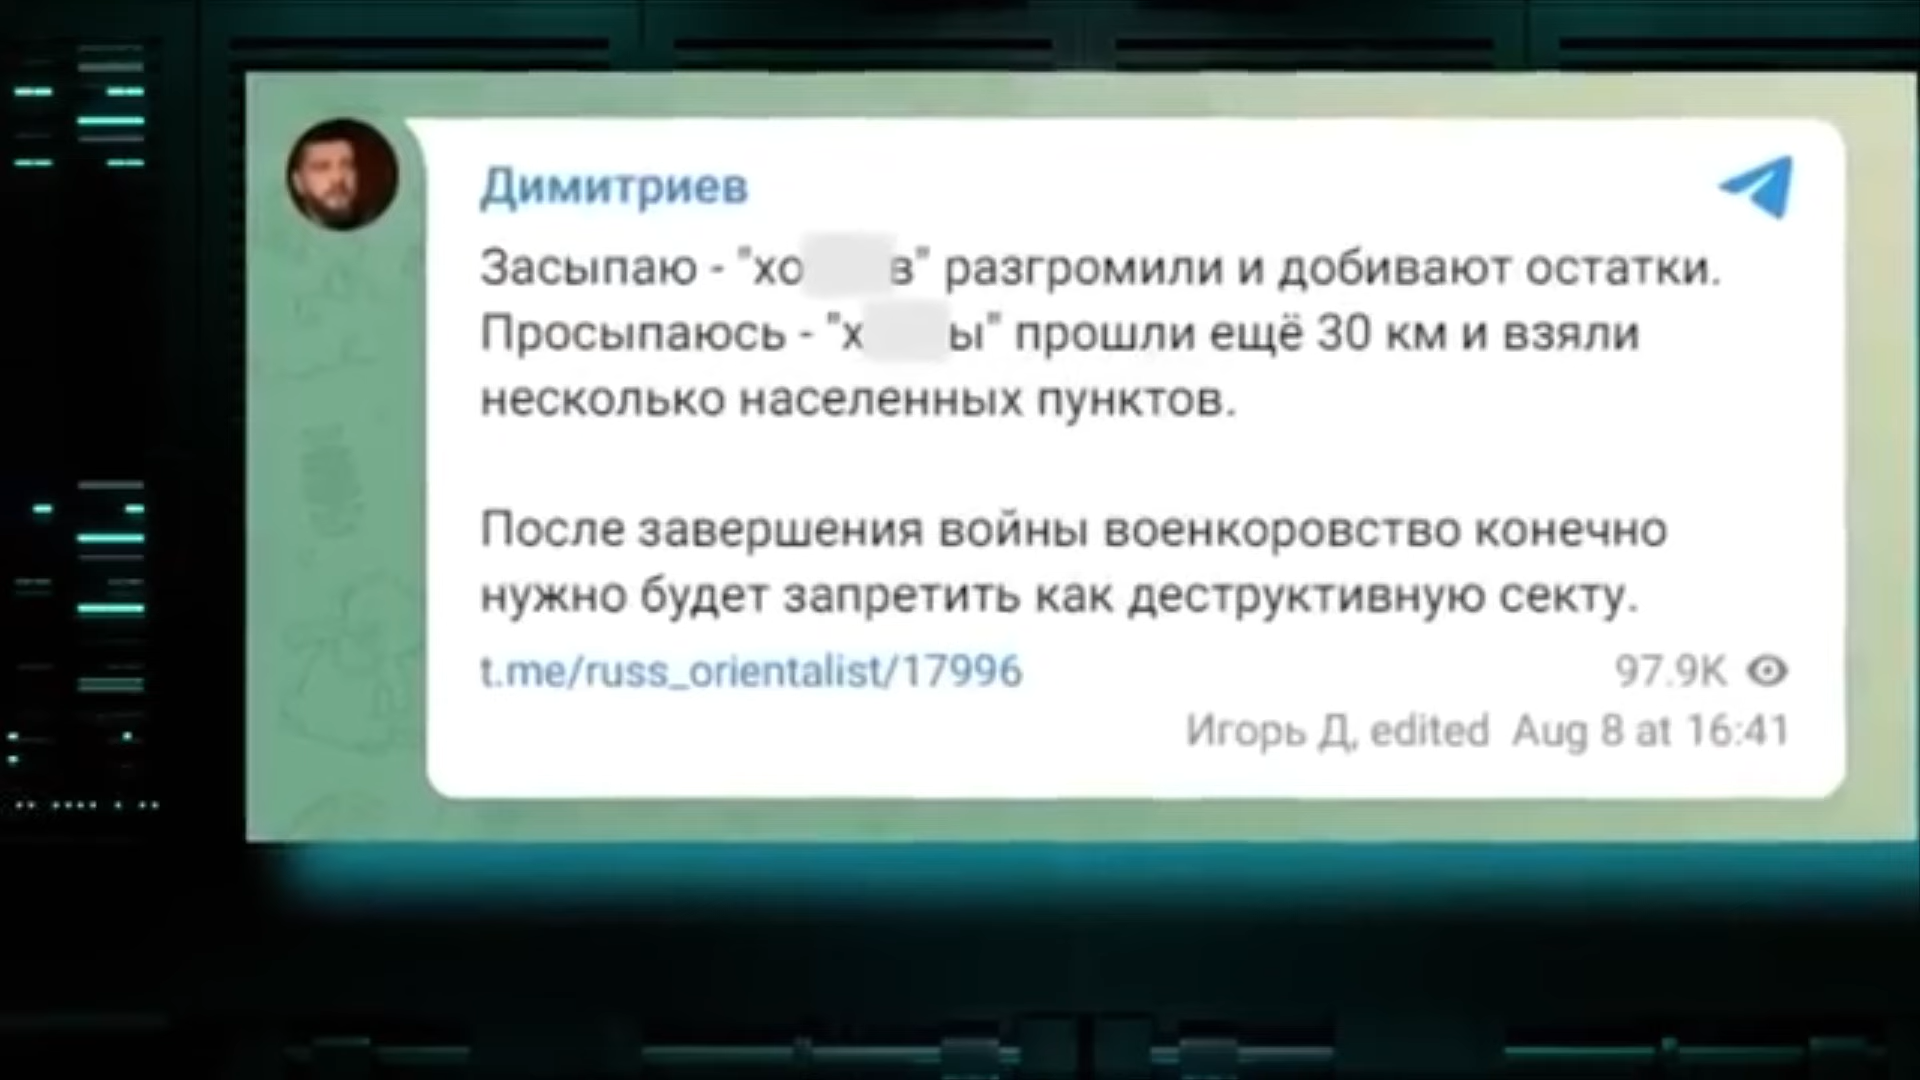 Димитриев
Засыпаю - "хо в" разгромили и добивают остатки.
Просыпаюсь - "х ы" прошли ещё 30 км и взяли
несколько населенных пунктов.
После завершения войны военкоровство конечно
нужно будет запретить как деструктивную секту.
t.me/russ_orientalist/17996
97.9K
Игорь Д, edited Aug 8 at 16:41